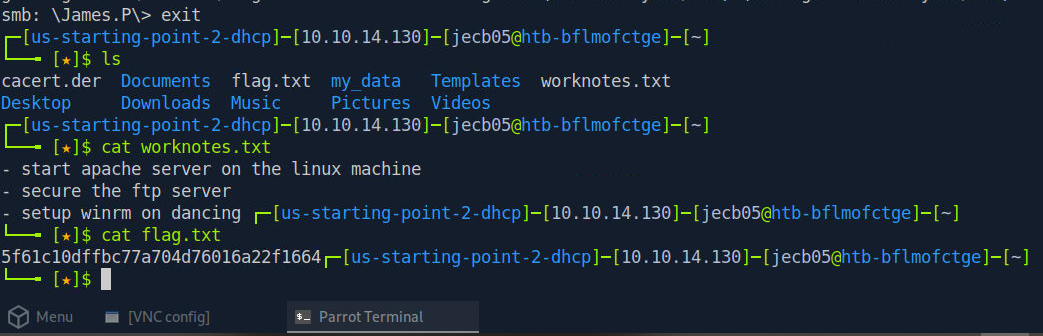 smb: \James.P\> exit
┌─[us-starting-point-2-dhcp]─[10.10.14.130]─[jecb05@htb-bflmofctge]─[~]
└──╼ [★]$ ls
cacert.der  Documents  flag.txt  my_data   Templates  worknotes.txt
Desktop     Downloads  Music     Pictures  Videos
┌─[us-starting-point-2-dhcp]─[10.10.14.130]─[jecb05@htb-bflmofctge]─[~]
└──╼ [★]$ cat worknotes.txt
- start apache server on the linux machine
- secure the ftp server
- setup winrm on dancing ┌─[us-starting-point-2-dhcp]─[10.10.14.130]─[jecb05@htb-bflmofctge]─[~]
└──╼ [★]$ cat flag.txt
5f61c10dffbc77a704d76016a22f1664┌─[us-starting-point-2-dhcp]─[10.10.14.130]─[jecb05@htb-bflmofctge]─[~]
└──╼ [★]$
Menu [VNC config] Parrot Terminal